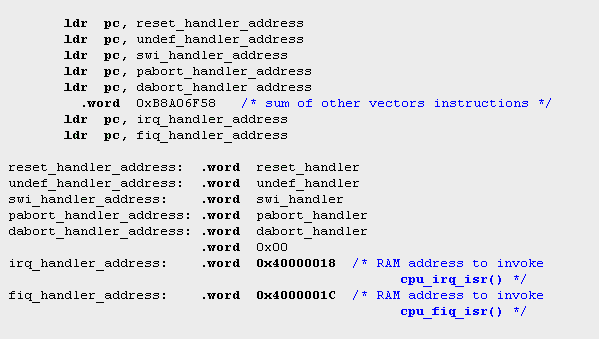 ldr pc, reset_handler_address
ldr pc, undef_handler_address
ldr pc, swi_handler_address
ldr pc, pabort_handler_address
ldr pc, dabort_handler_address
.word 0xB8A06F58 /* sum of other vectors instructions */
ldr pc, irq_handler_address
ldr pc, fiq_handler_address
reset_handler_address: .word reset_handler
undef_handler_address: .word undef_handler
swi_handler_address: .word swi_handler
pabort_handler_address: .word pabort_handler
dabort_handler_address: .word dabort_handler
.word 0x00
irq_handler_address: .word 0x40000018 /* RAM address to invoke
cpu_irq_isr() */
fiq_handler_address: .word 0x4000001C /* RAM address to invoke
cpu_fiq_isr() */